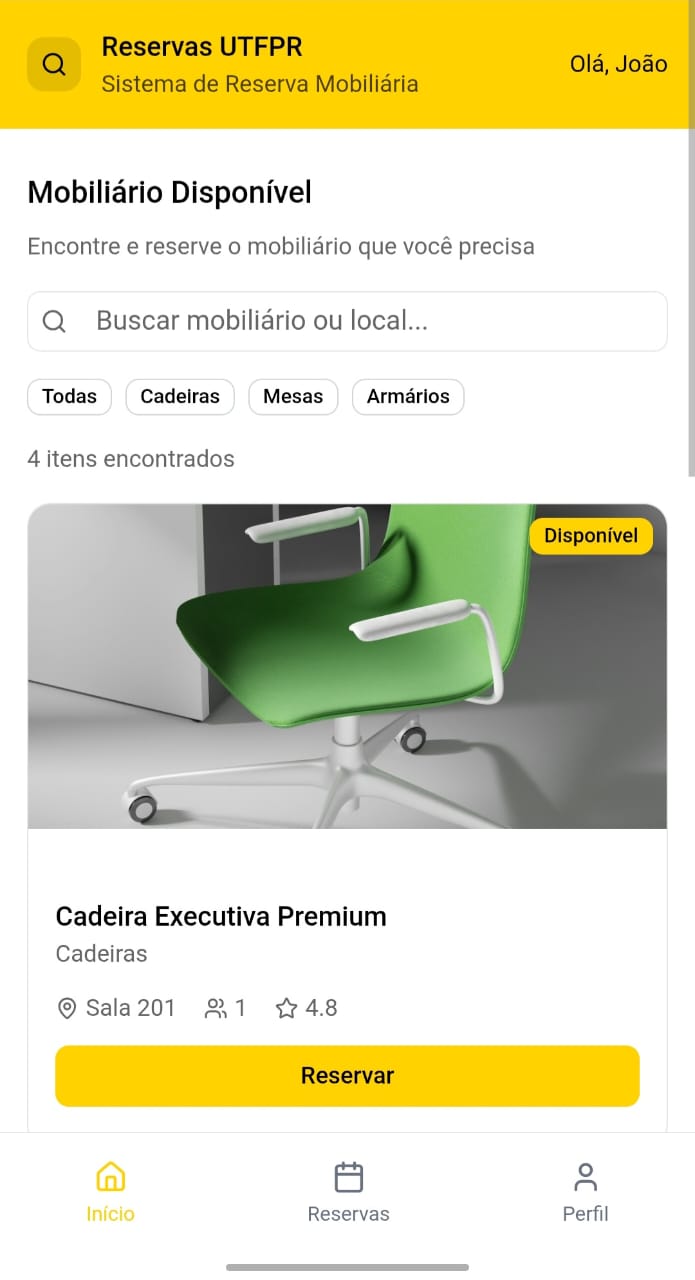 Reservas UTFPR
Sistema de Reserva Mobiliária
Olá, João
Mobiliário Disponível
Encontre e reserve o mobiliário que você precisa
Buscar mobiliário ou local...
Todas
Cadeiras
Mesas
Armários
4 itens encontrados
Disponível
Cadeira Executiva Premium
Cadeiras
Sala 201
1
4.8
Reservar
Início
Reservas
Perfil